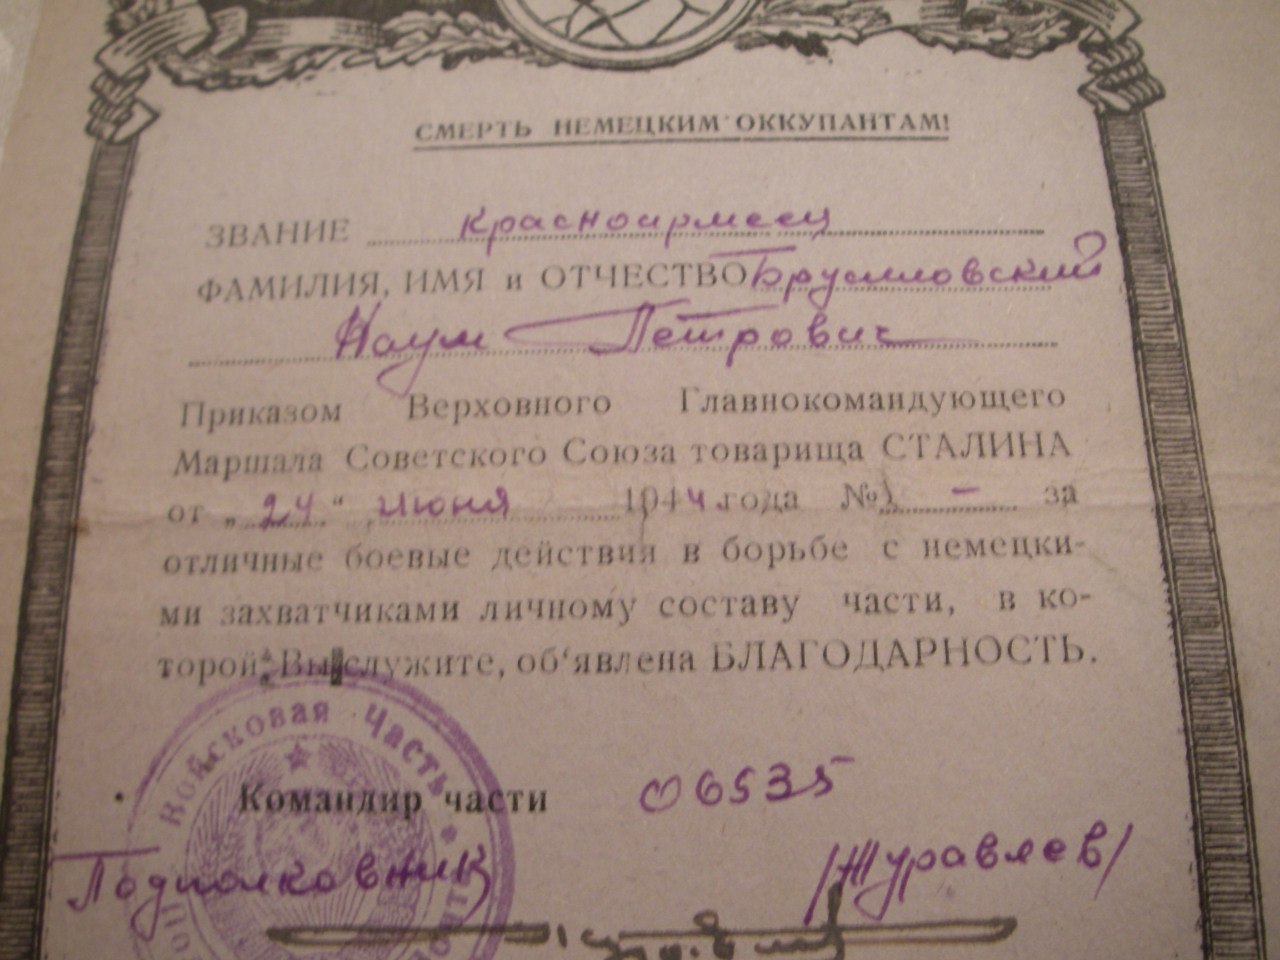 СМЕРТЬ НЕМЕЦКИМ ОККУПАНТАМ!
ЗВАНИЕ красноармеец
ФАМИЛИЯ, ИМЯ и ОТЧЕСТВО Брусиловский
Наум Петрович
Приказом Верховного Главнокомандующего
Маршала Советского Союза товарища СТАЛИНА
от „24“ июня 1944 года № - за
отличные боевые действия в борьбе с немецки-
ми захватчиками личному составу части, в ко-
торой Вы служите, об‘явлена БЛАГОДАРНОСТЬ.
Войсковая Часть
Командир части 06535
Подполковник /Журавлев/